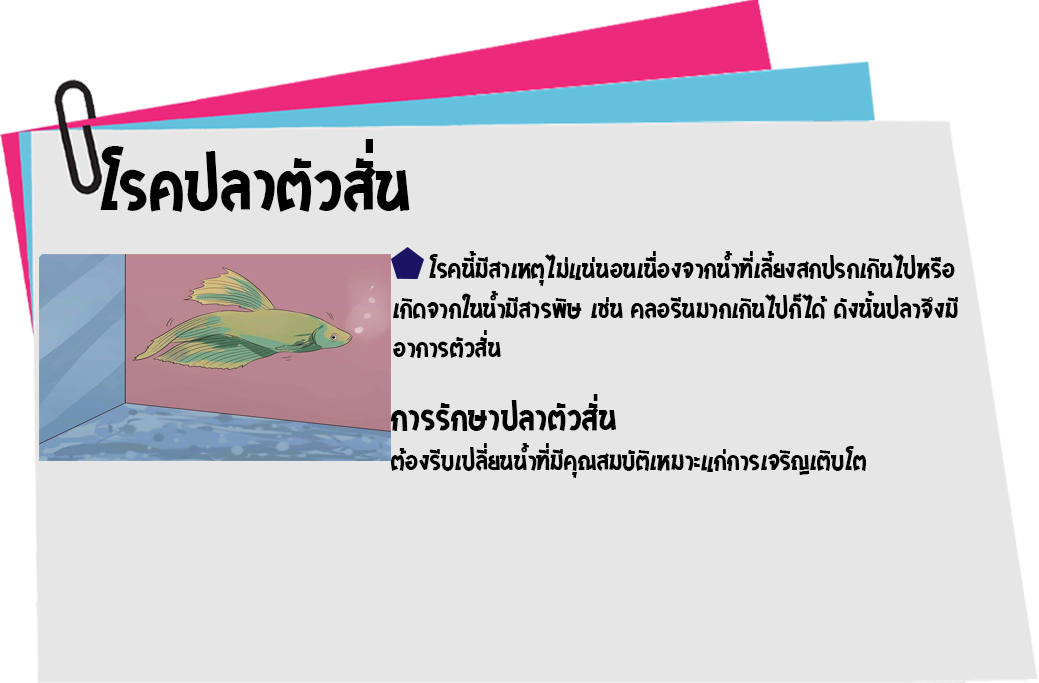 โรคปลาตัวสั่น
โรคนี้มีสาเหตุไม่แน่นอนเนื่องจากน้ำที่เลี้ยงสกปรกเกินไปหรือ
เกิดจากในน้ำมีสารพิษ เช่น คลอรีนมากเกินไปก็ได้ ดังนั้นปลาจึงมี
อาการตัวสั่น
การรักษาปลาตัวสั่น
ต้องรีบเปลี่ยนน้ำที่มีคุณสมบัติเหมาะแก่การเจริญเติบโต